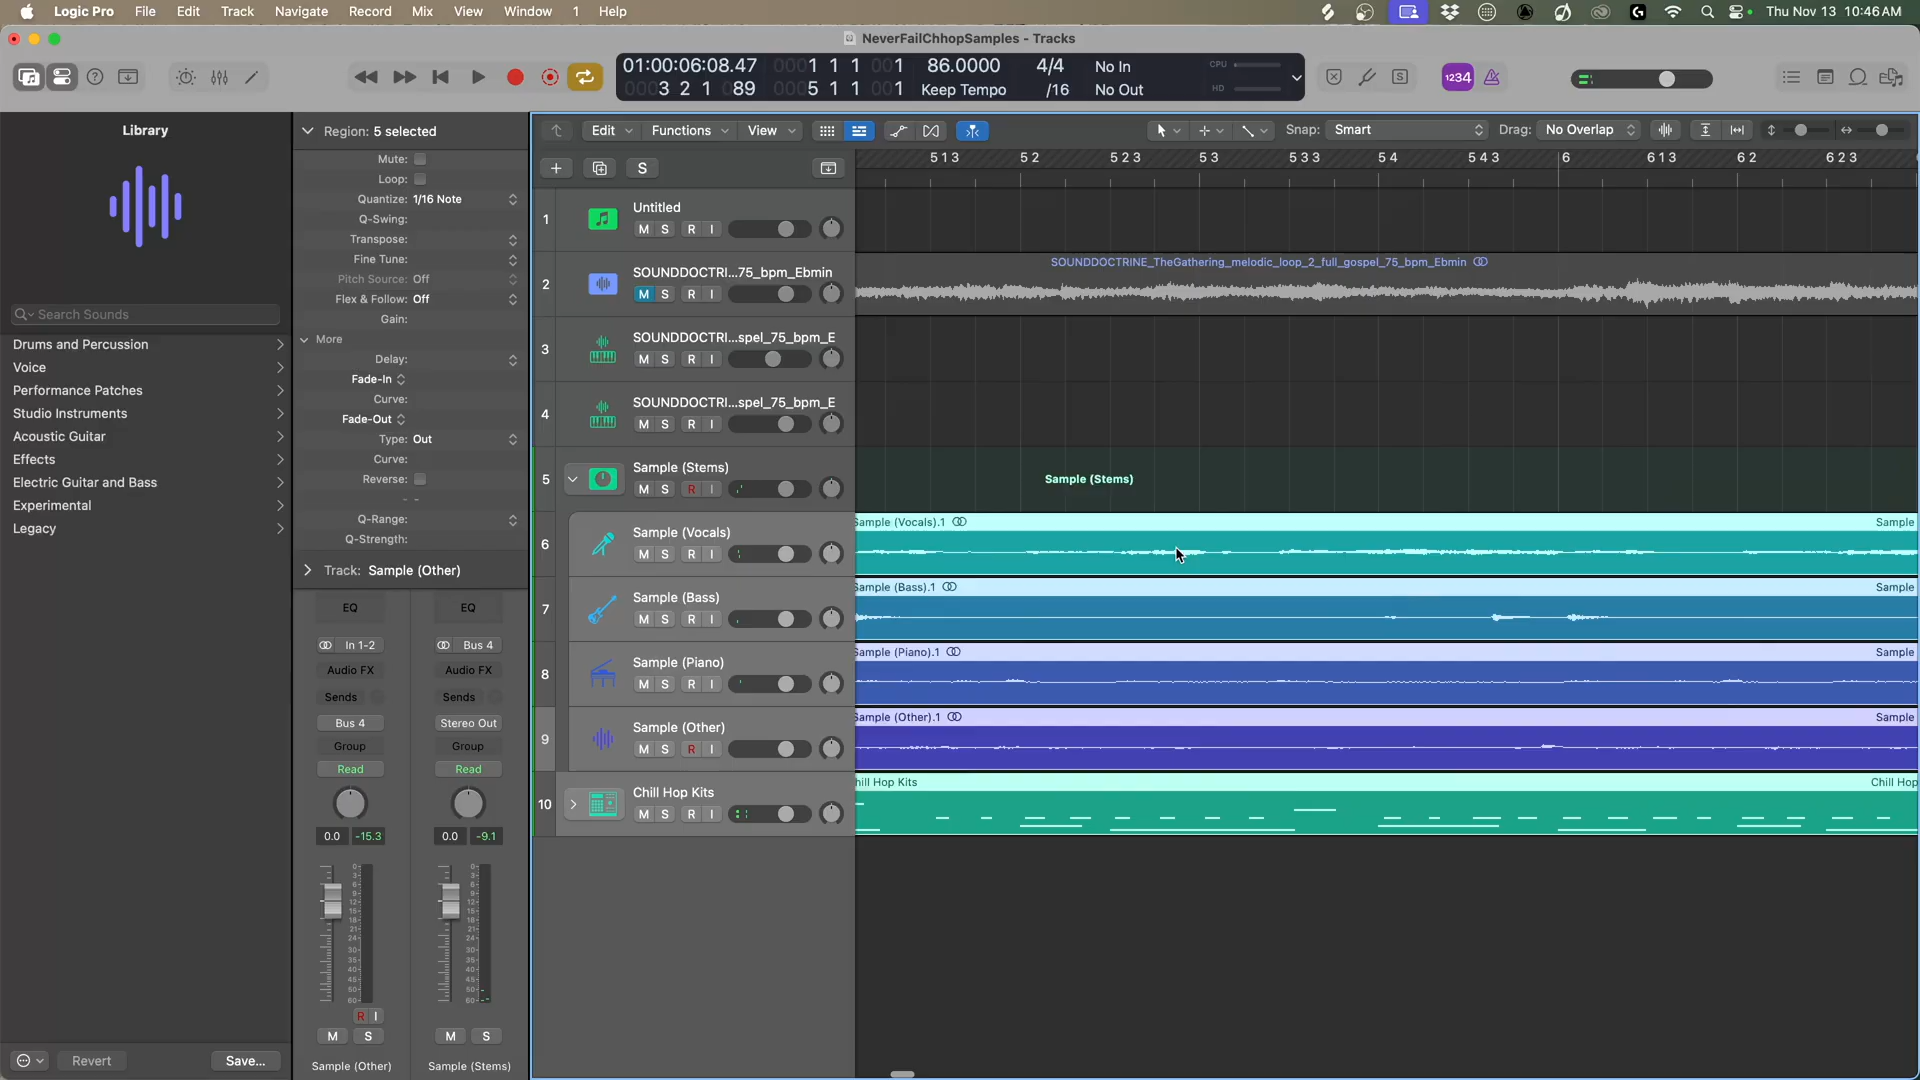 Logic Pro File Edit Track Navigate Record Mix View Window 1 Help Thu Nov 13 10:46 AM
NeverFailChhopSamples - Tracks
01:00:06:08.47 0001 1 1 001 86.0000 4/4 No In CPU
0003 2 1 089 0005 1 1 001 Keep Tempo /16 No Out HD
S 1234
Library
Search Sounds
Drums and Percussion
Voice
Performance Patches
Studio Instruments
Acoustic Guitar
Effects
Electric Guitar and Bass
Experimental
Legacy
Revert Save...
Region: 5 selected
Mute:
Loop:
Quantize: 1/16 Note
Q-Swing:
Transpose:
Fine Tune:
Pitch Source: Off
Flex & Follow: Off
Gain:
More
Delay:
Fade-In
Curve:
Fade-Out
Type: Out
Curve:
Reverse:
Q-Range:
Q-Strength:
Track: Sample (Other)
EQ EQ
In 1-2 Bus 4
Audio FX Audio FX
Sends Sends
Bus 4 Stereo Out
Group Group
Read Read
0.0 -15.3 0.0 -9.1
R I
M S M S
Sample (Other) Sample (Stems)
Edit Functions View Snap: Smart Drag: No Overlap
S
5 1 3 5 2 5 2 3 5 3 5 3 3 5 4 5 4 3 6 6 1 3 6 2 6 2 3
1 Untitled
M S R I
2 SOUNDDOCTRI...75_bpm_Ebmin
M S R I
SOUNDDOCTRINE_TheGathering_melodic_loop_2_full_gospel_75_bpm_Ebmin
3 SOUNDDOCTRI...spel_75_bpm_E
M S R I
4 SOUNDDOCTRI...spel_75_bpm_E
M S R I
5 Sample (Stems)
M S R I
Sample (Stems)
6 Sample (Vocals)
M S R I
Sample (Vocals).1 Sample
7 Sample (Bass)
M S R I
Sample (Bass).1 Sample
8 Sample (Piano)
M S R I
Sample (Piano).1 Sample
9 Sample (Other)
M S R I
Sample (Other).1 Sample
10 Chill Hop Kits
M S R I
hill Hop Kits Chill Hop